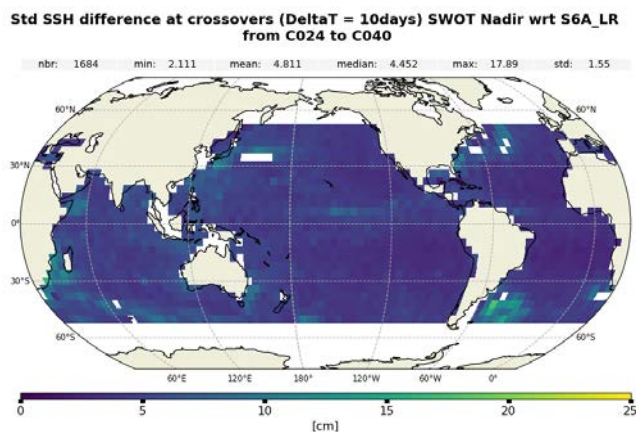 Std SSH difference at crossovers (DeltaT = 10days) SWOT Nadir wrt S6A_LR
from C024 to C040
nbr: 1684 min: 2.111 mean: 4.811 median: 4.452 max: 17.89 std: 1.55
60°N
60°N
30°N
30°N
0°
0°
30°S
30°S
60°S
60°S
60°E 120°E 180° 120°W 60°W 0°
0 5 10 15 20 25
[cm]